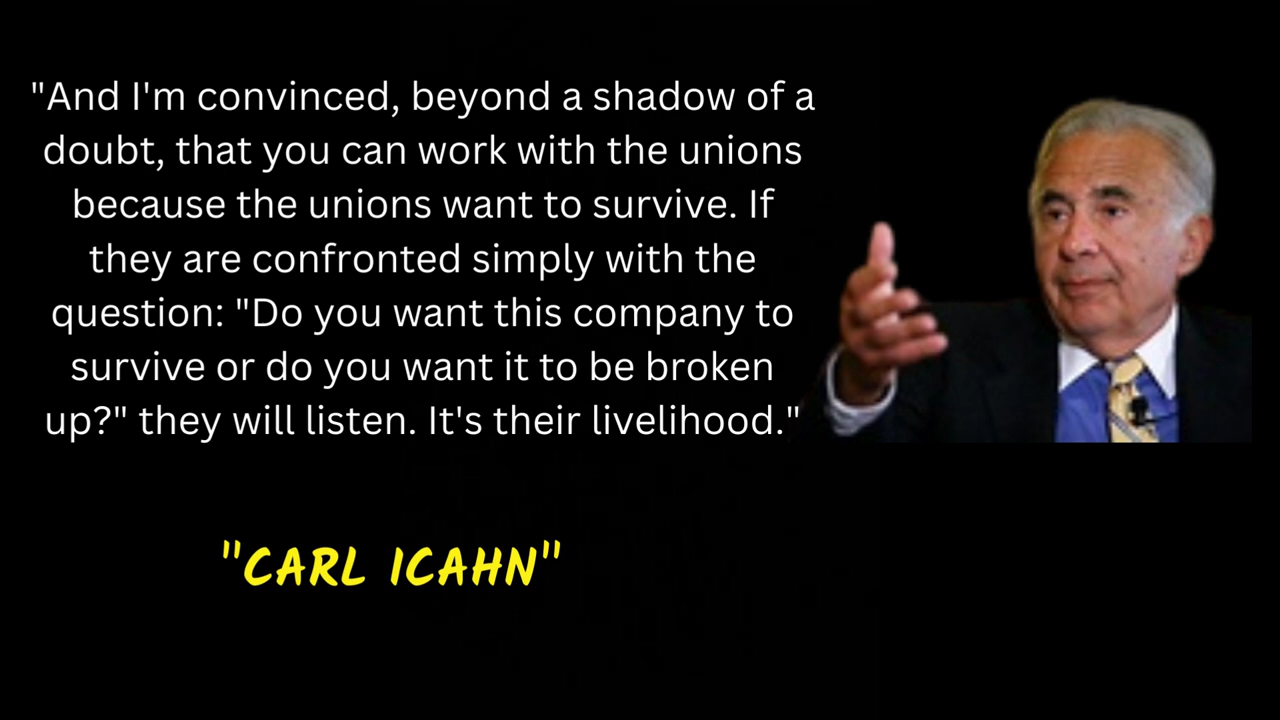 "And I'm convinced, beyond a shadow of a
doubt, that you can work with the unions
because the unions want to survive. If
they are confronted simply with the
question: "Do you want this company to
survive or do you want it to be broken
up?" they will listen. It's their livelihood."
"CARL ICAHN"